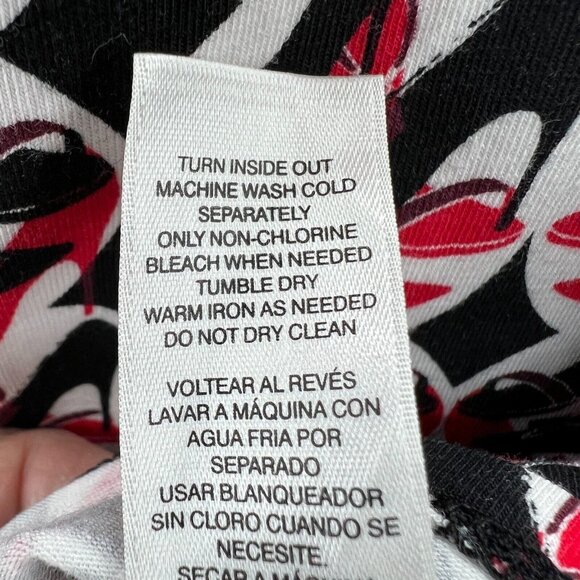 TURN INSIDE OUT
MACHINE WASH COLD
SEPARATELY
ONLY NON-CHLORINE
BLEACH WHEN NEEDED
TUMBLE DRY
WARM IRON AS NEEDED
DO NOT DRY CLEAN
VOLTEAR AL REVÉS
LAVAR A MÁQUINA CON
AGUA FRIA POR
SEPARADO
USAR BLANQUEADOR
SIN CLORO CUANDO SE
NECESITE.
SECAR A